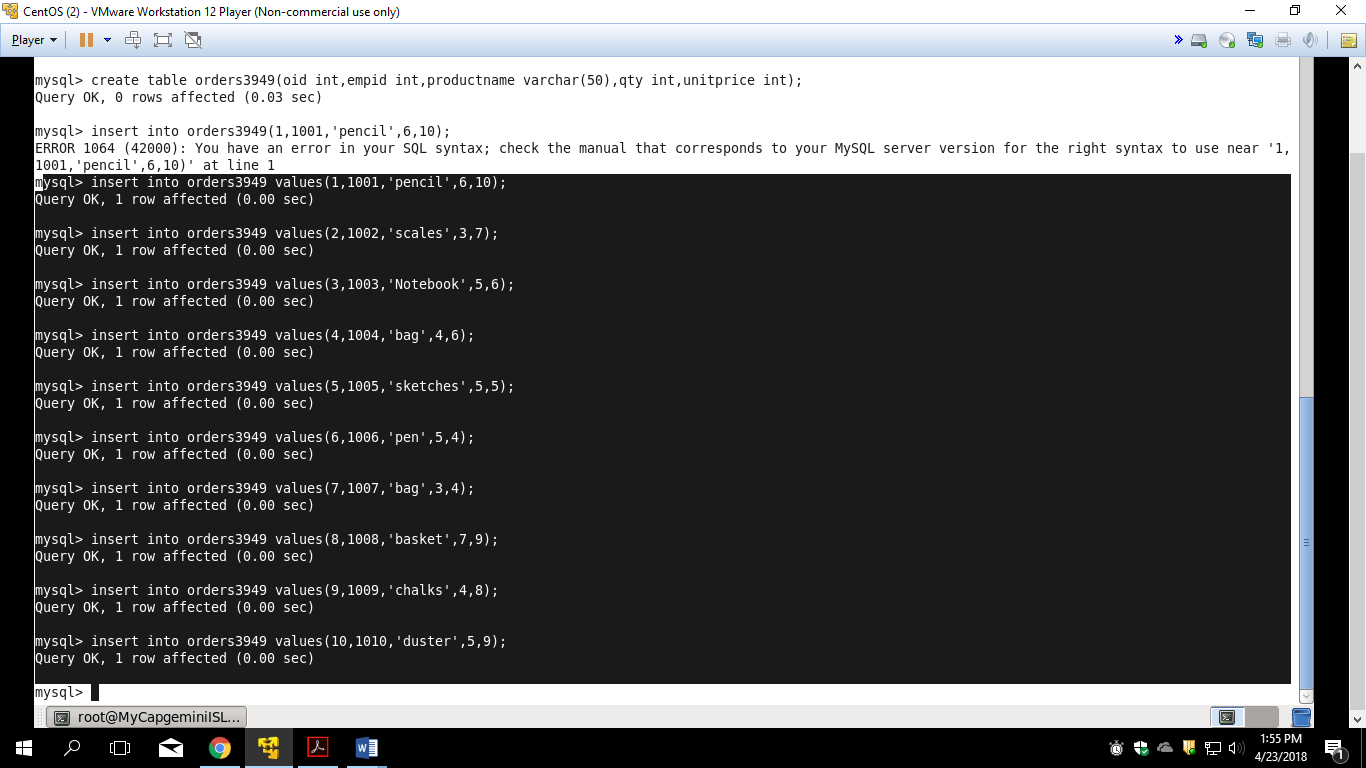 CentOS (2) - VMware Workstation 12 Player (Non-commercial use only)
Player
mysql> create table orders3949(oid int,empid int,productname varchar(50),qty int,unitprice int);
Query OK, 0 rows affected (0.03 sec)
mysql> insert into orders3949(1,1001,'pencil',6,10);
ERROR 1064 (42000): You have an error in your SQL syntax; check the manual that corresponds to your MySQL server version for the right syntax to use near '1,
1001,'pencil',6,10)' at line 1
mysql> insert into orders3949 values(1,1001,'pencil',6,10);
Query OK, 1 row affected (0.00 sec)
mysql> insert into orders3949 values(2,1002,'scales',3,7);
Query OK, 1 row affected (0.00 sec)
mysql> insert into orders3949 values(3,1003,'Notebook',5,6);
Query OK, 1 row affected (0.00 sec)
mysql> insert into orders3949 values(4,1004,'bag',4,6);
Query OK, 1 row affected (0.00 sec)
mysql> insert into orders3949 values(5,1005,'sketches',5,5);
Query OK, 1 row affected (0.00 sec)
mysql> insert into orders3949 values(6,1006,'pen',5,4);
Query OK, 1 row affected (0.00 sec)
mysql> insert into orders3949 values(7,1007,'bag',3,4);
Query OK, 1 row affected (0.00 sec)
mysql> insert into orders3949 values(8,1008,'basket',7,9);
Query OK, 1 row affected (0.00 sec)
mysql> insert into orders3949 values(9,1009,'chalks',4,8);
Query OK, 1 row affected (0.00 sec)
mysql> insert into orders3949 values(10,1010,'duster',5,9);
Query OK, 1 row affected (0.00 sec)
mysql>
root@MyCapgeminiISL...
1:55 PM
4/23/2018
1